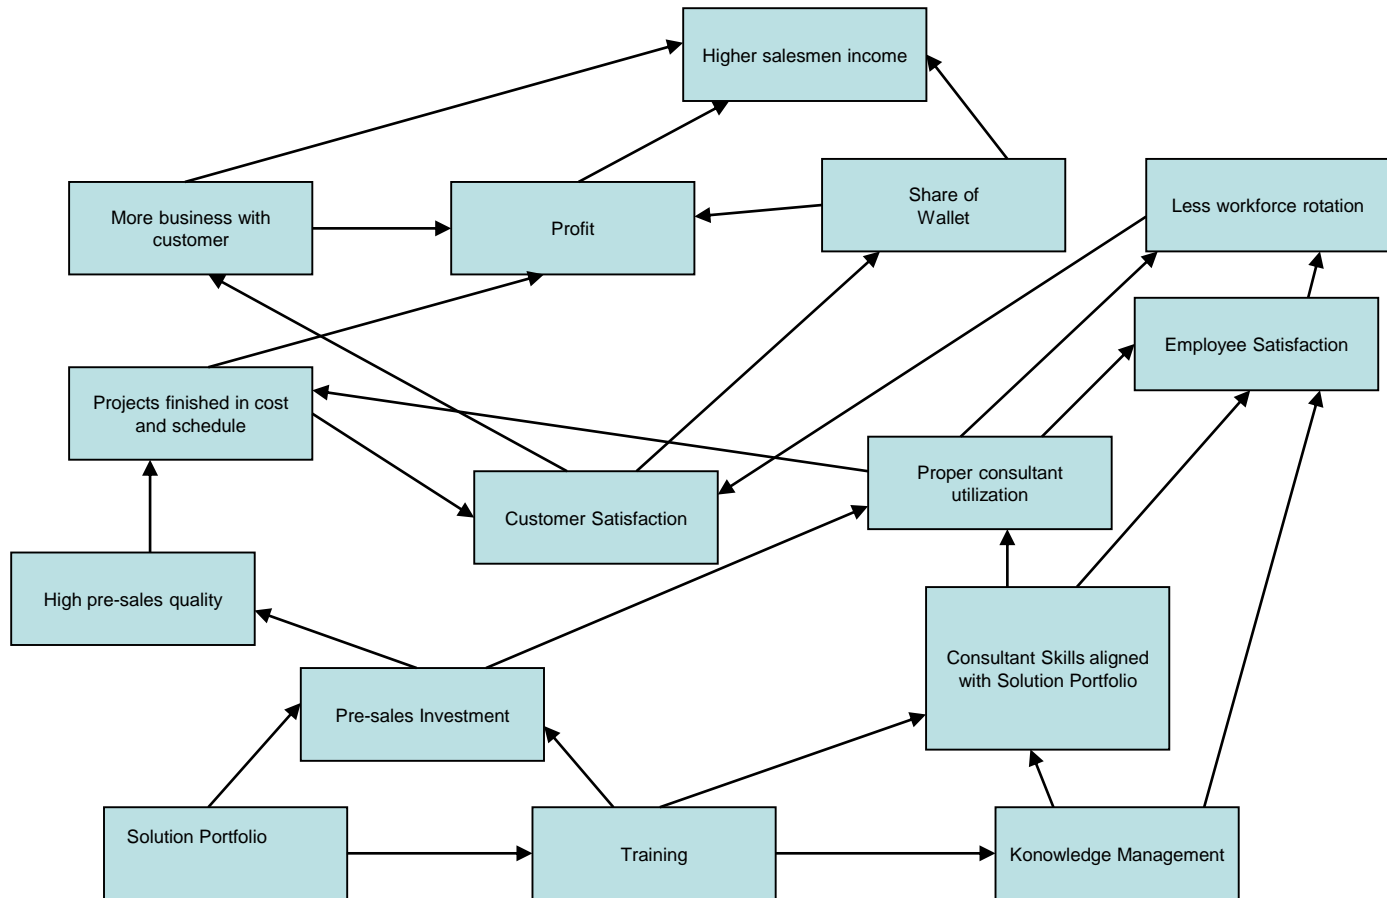 Higher salesmen income
More business with
customer
Profit
Share of
Wallet
Less workforce rotation
Employee Satisfaction
Projects finished in cost
and schedule
Proper consultant
utilization
Customer Satisfaction
High pre-sales quality
Consultant Skills aligned
with Solution Portfolio
Pre-sales Investment
Solution Portfolio
Training
Konowledge Management